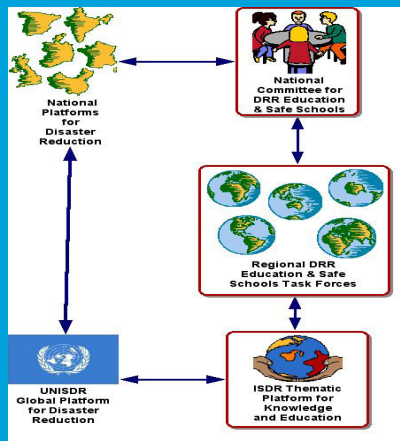 National
Platforms
for
Disaster
Reduction
National
Committee for
DRR Education
& Safe Schools
Regional DRR
Education & Safe
Schools Task Forces
UNISDR
Global Platform
for Disaster
Reduction
ISDR Thematic
Platform for
Knowledge
and Education